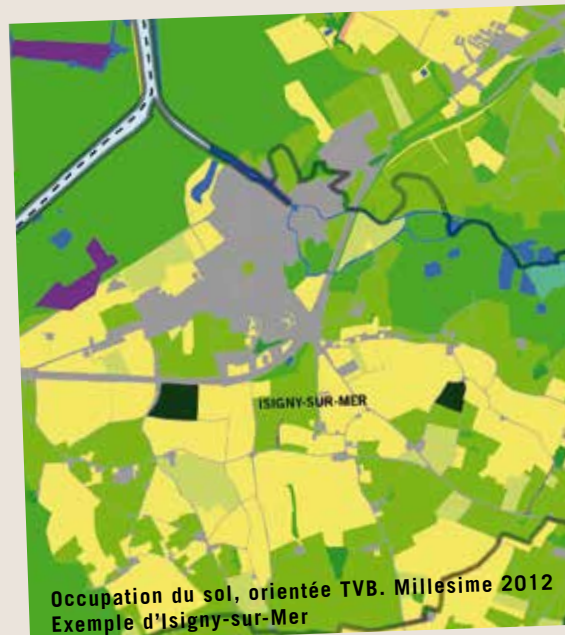 ISIGNY-SUR-MER
Occupation du sol, orientée TVB. Millesime 2012
Exemple d'Isigny-sur-Mer